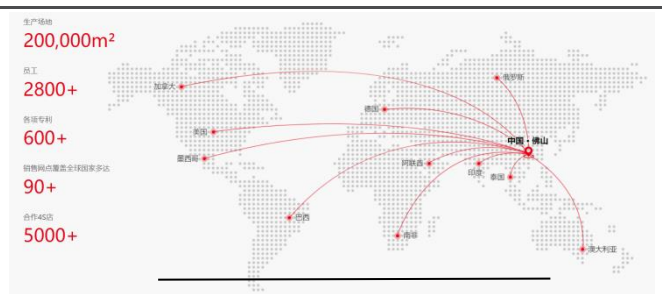 生产场地
200,000m²
员工
2800+
各项专利
600+
销售网点覆盖全球国家多达
90+
合作4S店
5000+
加拿大
美国
墨西哥
巴西
德国
南非
阿联酋
俄罗斯
印度
泰国
中国·佛山
澳大利亚